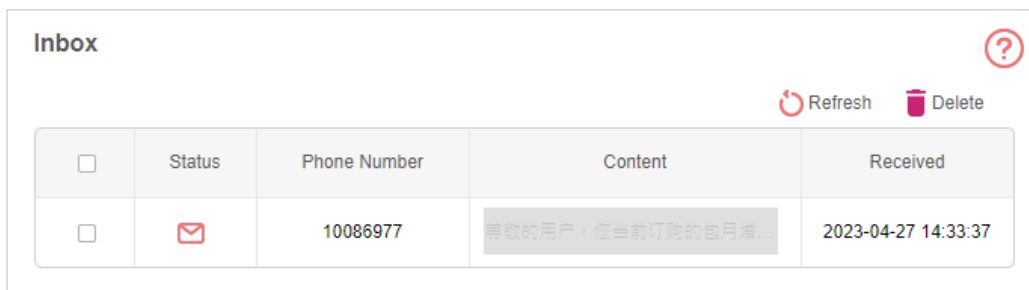 Inbox
Refresh Delete
Status Phone Number Content Received
10086977 尊敬的用户，您当前订购的包月增... 2023-04-27 14:33:37